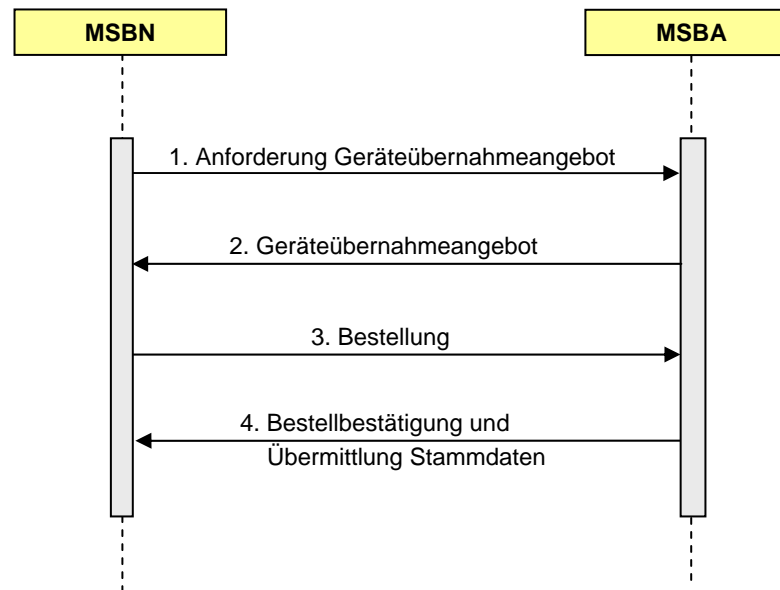 MSBN
MSBA
1. Anforderung Geräteübernahmeangebot
2. Geräteübernahmeangebot
3. Bestellung
4. Bestellbestätigung und
Übermittlung Stammdaten